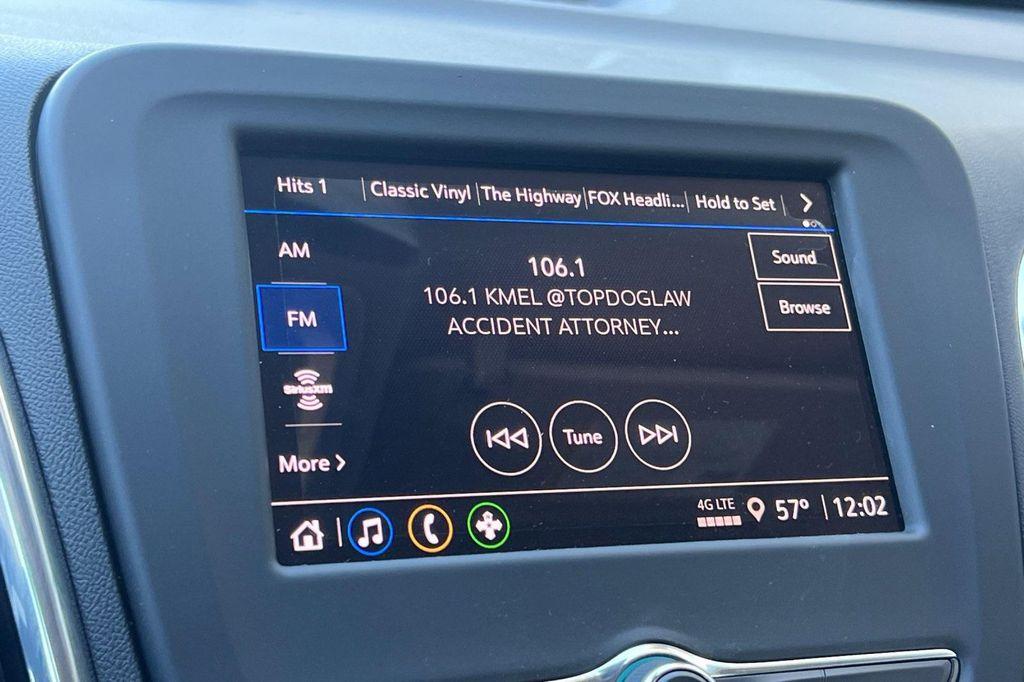 Hits 1 Classic Vinyl The Highway FOX Headli... Hold to Set
AM
FM
SiriusXM
More
106.1
106.1 KMEL @TOPDOGLAW
ACCIDENT ATTORNEY...
Sound
Browse
Tune
4G LTE
57° 12:02